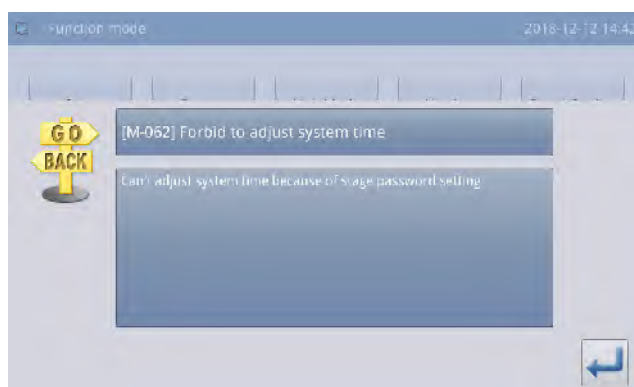 Function mode
2018-12-12 14:42
GO
BACK
[M-062] Forbid to adjust system time
Can't adjust system time because of stage password setting